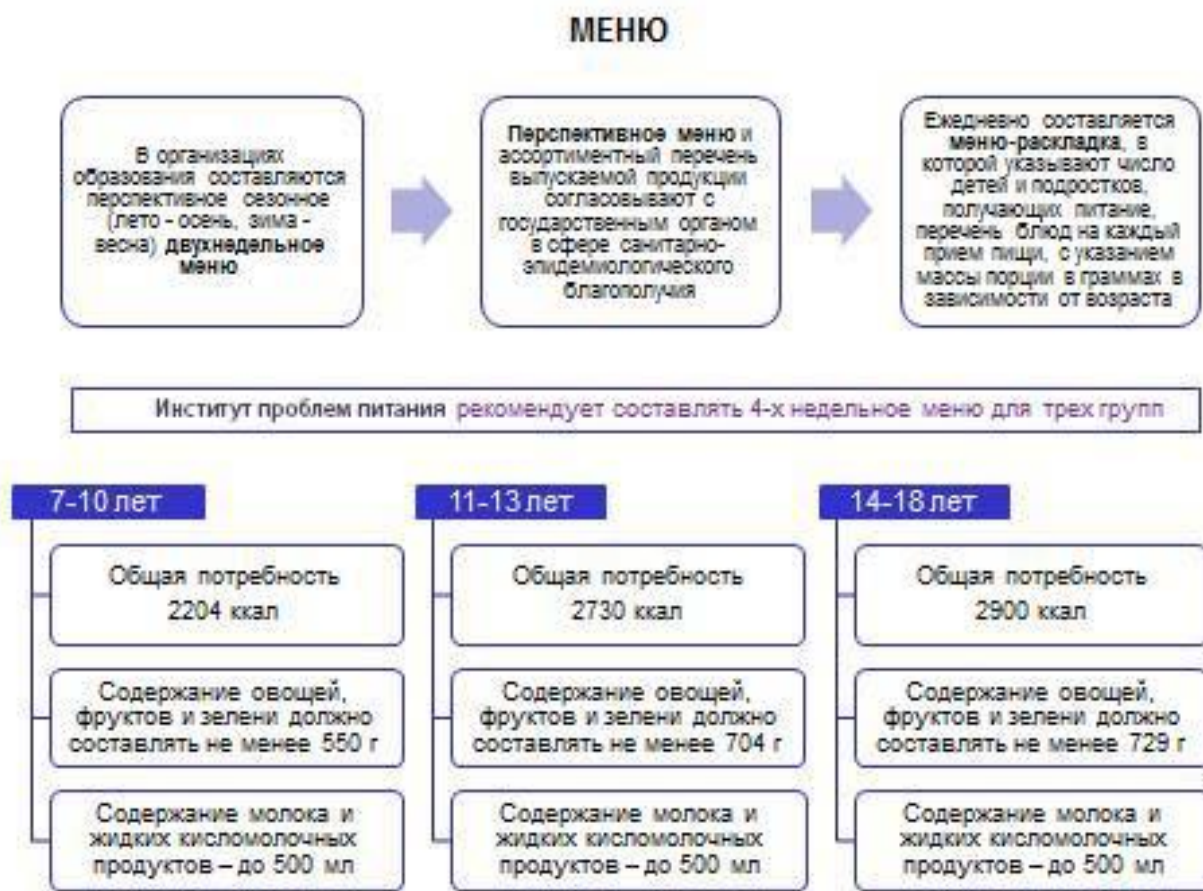 МЕНЮ
В организациях
образования составляются
перспективное сезонное
(лето - осень, зима -
весна) двухнедельное
меню
Перспективное меню и
ассортиментный перечень
выпускаемой продукции
согласовывают с
государственным органом
в сфере санитарно-
эпидемиологического
благополучия
Ежедневно составляется
меню-раскладка, в
которой указывают число
детей и подростков,
получающих питание,
перечень блюд на каждый
прием пищи, с указанием
массы порции в граммах в
зависимости от возраста
Институт проблем питания рекомендует составлять 4-х недельное меню для трех групп
7-10 лет
Общая потребность
2204 ккал
Содержание овощей,
фруктов и зелени должно
составлять не менее 550 г
Содержание молока и
жидких кисломолочных
продуктов – до 500 мл
11-13 лет
Общая потребность
2730 ккал
Содержание овощей,
фруктов и зелени должно
составлять не менее 704 г
Содержание молока и
жидких кисломолочных
продуктов – до 500 мл
14-18 лет
Общая потребность
2900 ккал
Содержание овощей,
фруктов и зелени должно
составлять не менее 729 г
Содержание молока и
жидких кисломолочных
продуктов – до 500 мл